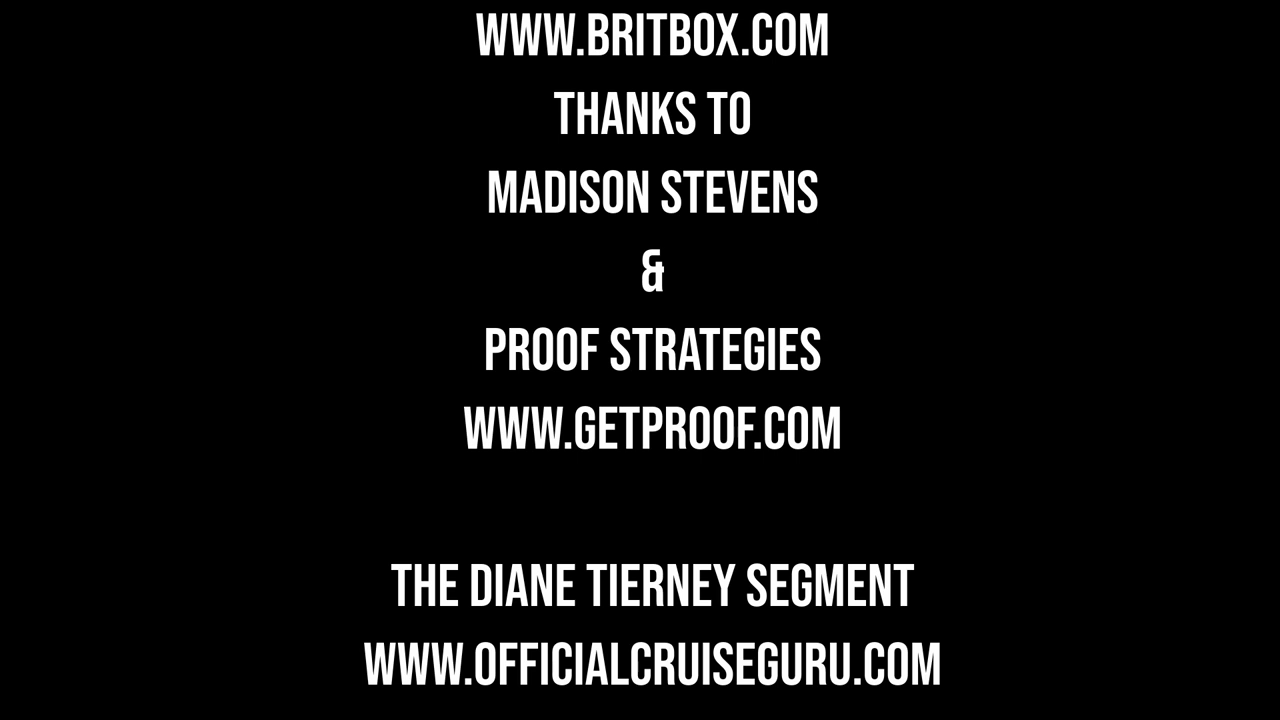 WWW.BRITBOX.COM
THANKS TO
MADISON STEVENS
&
PROOF STRATEGIES
WWW.GETPROOF.COM
THE DIANE TIERNEY SEGMENT
WWW.OFFICIALCRUISEGURU.COM